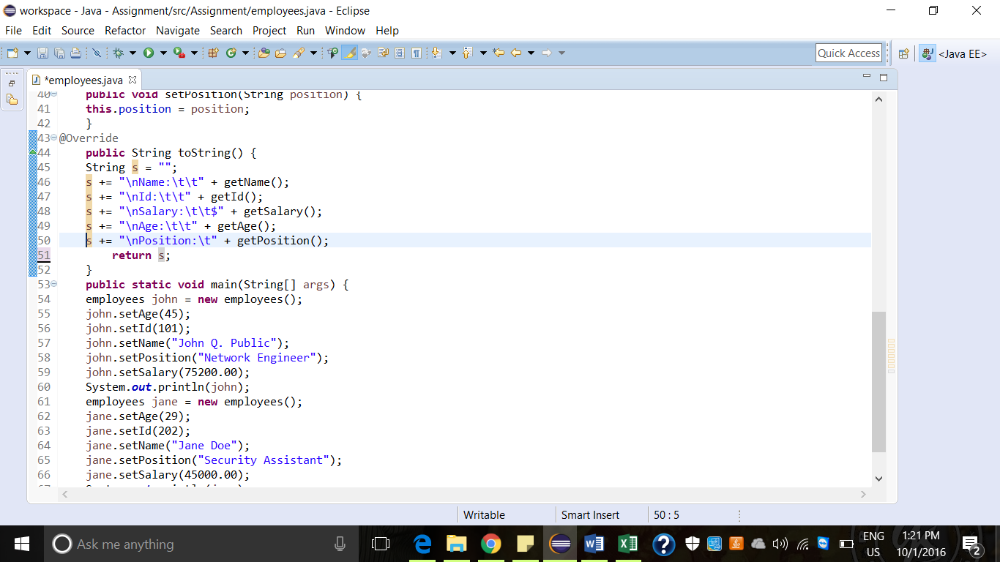 workspace - Java - Assignment/src/Assignment/employees.java - Eclipse
File Edit Source Refactor Navigate Search Project Run Window Help
Quick Access
<Java EE>
*employees.java
40 public void setPosition(String position) {
41 this.position = position;
42 }
43 @Override
44 public String toString() {
45 String s = "";
46 s += "\nName:\t\t" + getName();
47 s += "\nId:\t\t" + getId();
48 s += "\nSalary:\t\t$" + getSalary();
49 s += "\nAge:\t\t" + getAge();
50 s += "\nPosition:\t" + getPosition();
51 return s;
52 }
53 public static void main(String[] args) {
54 employees john = new employees();
55 john.setAge(45);
56 john.setId(101);
57 john.setName("John Q. Public");
58 john.setPosition("Network Engineer");
59 john.setSalary(75200.00);
60 System.out.println(john);
61 employees jane = new employees();
62 jane.setAge(29);
63 jane.setId(202);
64 jane.setName("Jane Doe");
65 jane.setPosition("Security Assistant");
66 jane.setSalary(45000.00);
Writable Smart Insert 50 : 5
Ask me anything
ENG
US
1:21 PM
10/1/2016
2